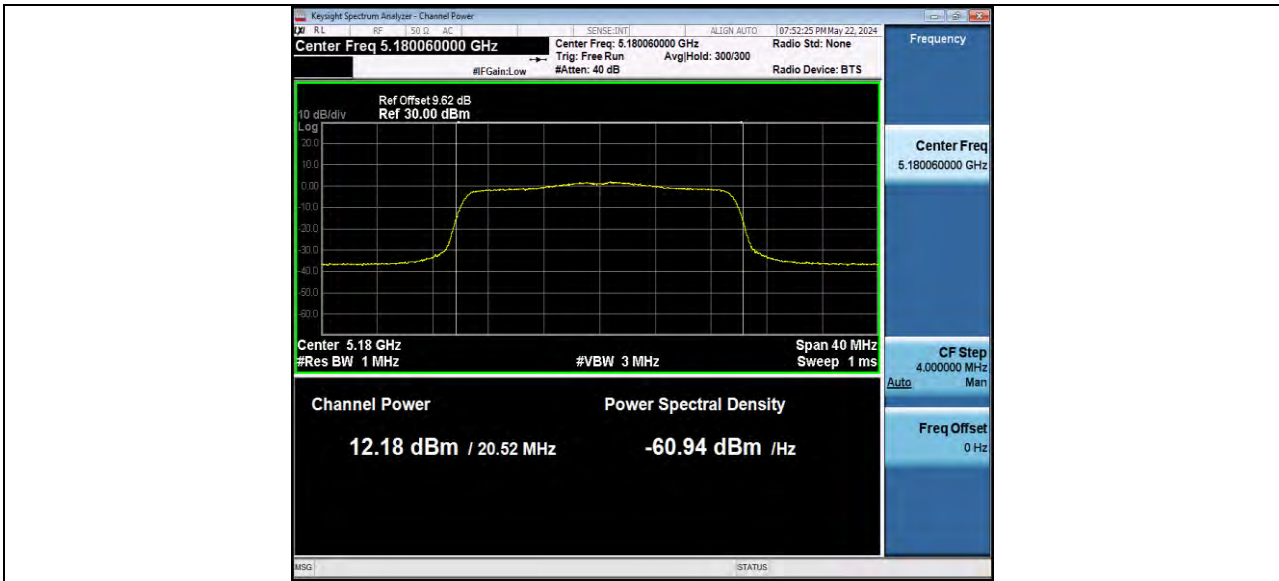 Keysight Spectrum Analyzer - Channel Power
LXI RL RF 50 Ω AC SENSE:INT ALIGN AUTO 07:52:25 PM May 22, 2024
Center Freq 5.180060000 GHz
Center Freq: 5.180060000 GHz Radio Std: None
Trig: Free Run Avg|Hold: 300/300
#IFGain:Low #Atten: 40 dB Radio Device: BTS
Ref Offset 9.62 dB
10 dB/div Ref 30.00 dBm
Log
20.0
10.0
0.00
-10.0
-20.0
-30.0
-40.0
-50.0
-60.0
Center 5.18 GHz Span 40 MHz
#Res BW 1 MHz #VBW 3 MHz Sweep 1 ms
Channel Power Power Spectral Density
12.18 dBm / 20.52 MHz -60.94 dBm /Hz
Frequency
Center Freq
5.180060000 GHz
CF Step
4.000000 MHz
Auto Man
Freq Offset
0 Hz
MSG STATUS